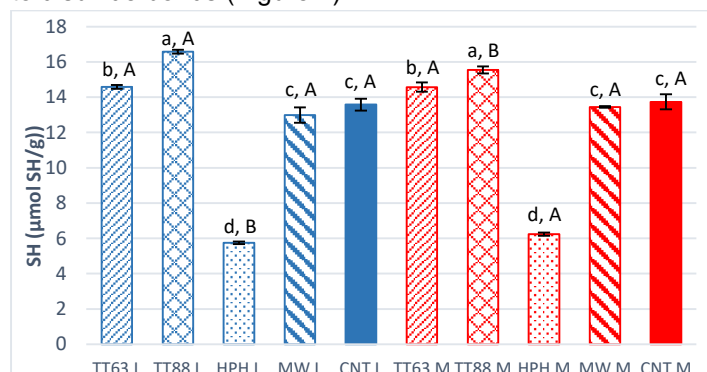 18
16
14
12
10
8
6
4
2
0
SH (µmol SH/g))
b, A
a, A
d, B
c, A
c, A
b, A
a, B
d, A
c, A
c, A
TT63 L TT88 L HPH L MW L CNT L TT63 M TT88 M HPH M MW M CNT M